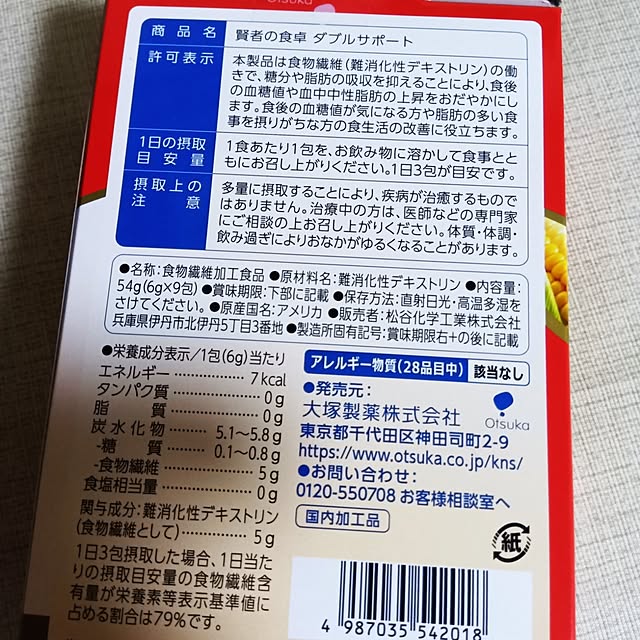 Otsuka
商品名 賢者の食卓 ダブルサポート
許可表示 本製品は食物繊維(難消化性デキストリン)の働
きで、糖分や脂肪の吸収を抑えることにより、食後
の血糖値や血中中性脂肪の上昇をおだやかにし
ます。食後の血糖値が気になる方や脂肪の多い食
事を摂りがちな方の食生活の改善に役立ちます。
1日の摂取
目安量
1食あたり1包を、お飲み物に溶かして食事とと
もにお召し上がりください。1日3包が目安です。
摂取上の
注意
多量に摂取することにより、疾病が治癒するもので
はありません。治療中の方は、医師などの専門家
にご相談の上お召し上がりください。体質・体調・
飲み過ぎによりおなかがゆるくなることがあります。
●名称:食物繊維加工食品 ●原材料名:難消化性デキストリン ●内容量:
54g(6g×9包) ●賞味期限:下部に記載 ●保存方法:直射日光・高温多湿を
さけてください。●原産国名:アメリカ ●販売者:松谷化学工業株式会社
兵庫県伊丹市北伊丹5丁目3番地 ●製造所固有記号:賞味期限右+の後に記載
●栄養成分表示/1包(6g)当たり
エネルギー 7kcal
タンパク質 0g
脂質 0g
炭水化物 5.1~5.8g
-糖質 0.1~0.8g
-食物繊維 5g
食塩相当量 0g
関与成分:難消化性デキストリン
(食物繊維として) 5g
1日3包摂取した場合、1日当た
りの摂取目安量の食物繊維含
有量が栄養素等表示基準値に
占める割合は79%です。
アレルギー物質(28品目中) 該当なし
●発売元:
大塚製薬株式会社
Otsuka
東京都千代田区神田司町2-9
https://www.otsuka.co.jp/kns/
●お問い合わせ:
0120-550708 お客様相談室へ
国内加工品
紙
4 987035 542018